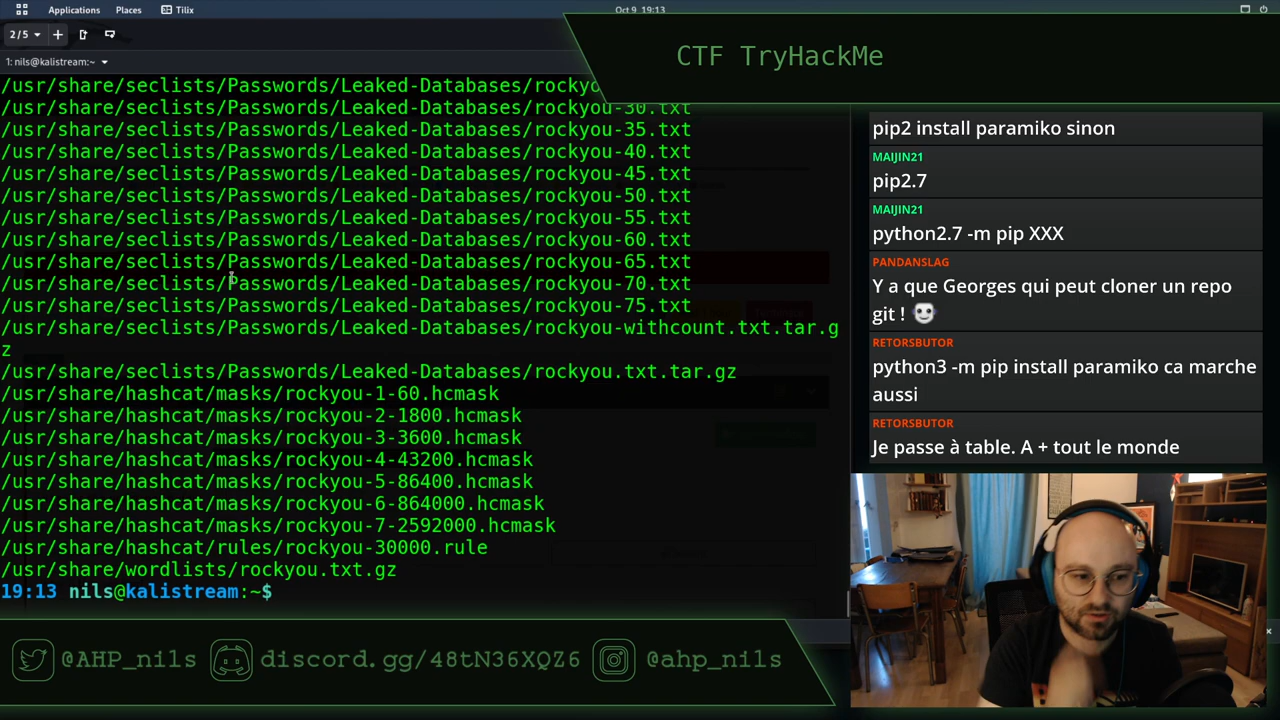 Applications Places Tilix
Oct 9 19:13
2/5
1: nils@kalistream:~
CTF TryHackMe
/usr/share/seclists/Passwords/Leaked-Databases/rockyo
/usr/share/seclists/Passwords/Leaked-Databases/rockyou-30.txt
/usr/share/seclists/Passwords/Leaked-Databases/rockyou-35.txt
/usr/share/seclists/Passwords/Leaked-Databases/rockyou-40.txt
/usr/share/seclists/Passwords/Leaked-Databases/rockyou-45.txt
/usr/share/seclists/Passwords/Leaked-Databases/rockyou-50.txt
/usr/share/seclists/Passwords/Leaked-Databases/rockyou-55.txt
/usr/share/seclists/Passwords/Leaked-Databases/rockyou-60.txt
/usr/share/seclists/Passwords/Leaked-Databases/rockyou-65.txt
/usr/share/seclists/Passwords/Leaked-Databases/rockyou-70.txt
/usr/share/seclists/Passwords/Leaked-Databases/rockyou-75.txt
/usr/share/seclists/Passwords/Leaked-Databases/rockyou-withcount.txt.tar.g
z
/usr/share/seclists/Passwords/Leaked-Databases/rockyou.txt.tar.gz
/usr/share/hashcat/masks/rockyou-1-60.hcmask
/usr/share/hashcat/masks/rockyou-2-1800.hcmask
/usr/share/hashcat/masks/rockyou-3-3600.hcmask
/usr/share/hashcat/masks/rockyou-4-43200.hcmask
/usr/share/hashcat/masks/rockyou-5-86400.hcmask
/usr/share/hashcat/masks/rockyou-6-864000.hcmask
/usr/share/hashcat/masks/rockyou-7-2592000.hcmask
/usr/share/hashcat/rules/rockyou-30000.rule
/usr/share/wordlists/rockyou.txt.gz
19:13 nils@kalistream:~$
pip2 install paramiko sinon
MAIJIN21
pip2.7
MAIJIN21
python2.7 -m pip XXX
PANDANSLAG
Y a que Georges qui peut cloner un repo
git !
RETORSBUTOR
python3 -m pip install paramiko ca marche
aussi
RETORSBUTOR
Je passe à table. A + tout le monde
@AHP_nils discord.gg/48tN36XQZ6 @ahp_nils